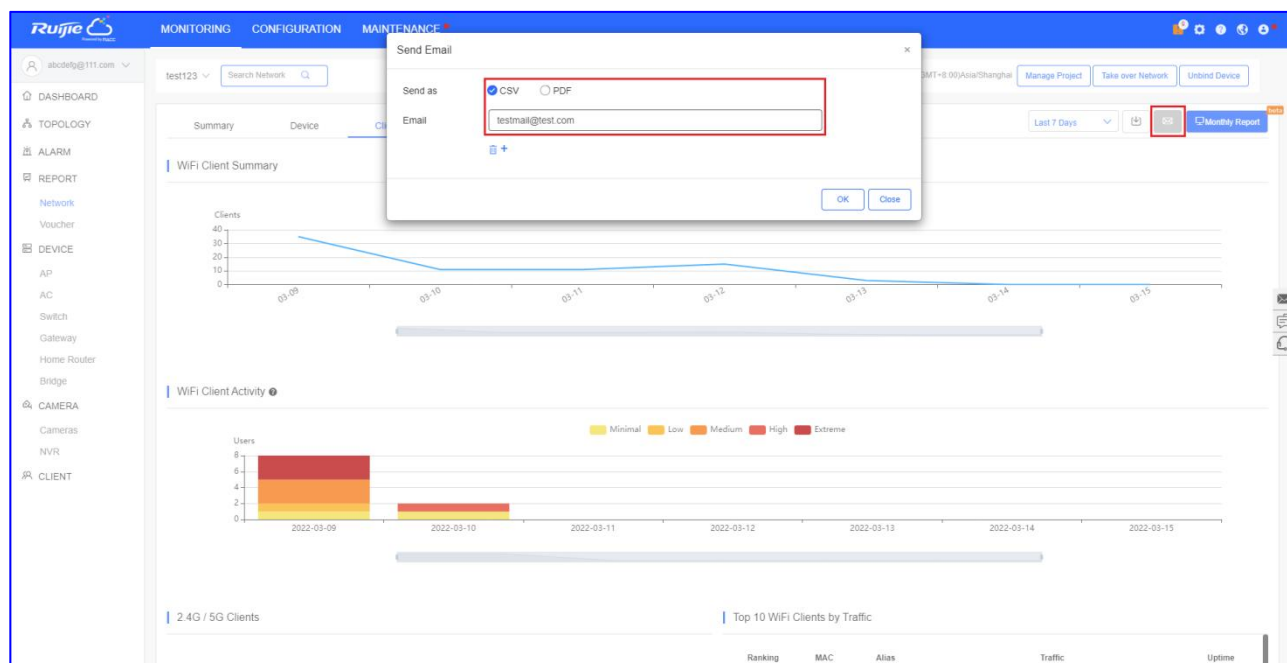 Ruijie
Powered by MACC
MONITORING CONFIGURATION MAINTENANCE
abcdefg@111.com
DASHBOARD
TOPOLOGY
ALARM
REPORT
Network
Voucher
DEVICE
AP
AC
Switch
Gateway
Home Router
Bridge
CAMERA
Cameras
NVR
CLIENT
test123 Search Network
GMT+8:00)Asia/Shanghai Manage Project Take over Network Unbind Device
Summary Device
Last 7 Days Monthly Report beta
Send Email ×
Send as CSV PDF
Email testmail@test.com
+
OK Close
WiFi Client Summary
Clients
40
30
20
10
0
03-09 03-10 03-11 03-12 03-13 03-14 03-15
WiFi Client Activity ?
Minimal Low Medium High Extreme
Users
8
6
4
2
0
2022-03-09 2022-03-10 2022-03-11 2022-03-12 2022-03-13 2022-03-14 2022-03-15
2.4G / 5G Clients
Top 10 WiFi Clients by Traffic
Ranking MAC Alias Traffic Uptime